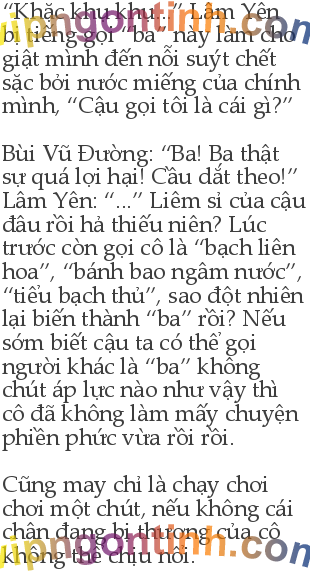 “Khặc khụ khụ...” Lâm Yên
bị tiếng gọi “ba” này làm cho
giật mình đến nỗi suýt chết
sặc bởi nước miếng của chính
mình, “Cậu gọi tôi là cái gì?”
Bùi Vũ Đường: “Ba! Ba thật
sự quá lợi hại! Cầu dắt theo!”
Lâm Yên: “...” Liêm sỉ của cậu
đâu rồi hả thiếu niên? Lúc
trước còn gọi cô là “bạch liên
hoa”, “bánh bao ngâm nước”,
“tiểu bạch thủ”, sao đột nhiên
lại biến thành “ba” rồi? Nếu
sớm biết cậu ta có thể gọi
người khác là “ba” không
chút áp lực nào như vậy thì
cô đã không làm mấy chuyện
phiền phức vừa rồi rồi.
Cũng may chỉ là chạy chơi
chơi một chút, nếu không cái
chân đang bị thương của cô
không thể chịu nổi.